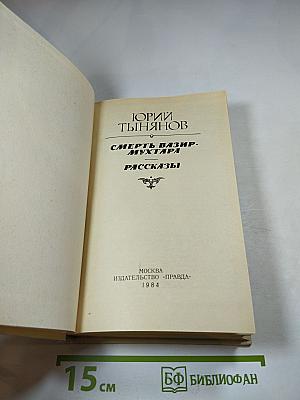 ЮРИЙ
ТЫНЯНОВ
СМЕРТЬ ВАЗИР-
МУХТАРА
РАССКАЗЫ
МОСКВА
ИЗДАТЕЛЬСТВО «ПРАВДА»
1984
15 см
БФ БИБЛИОФАН